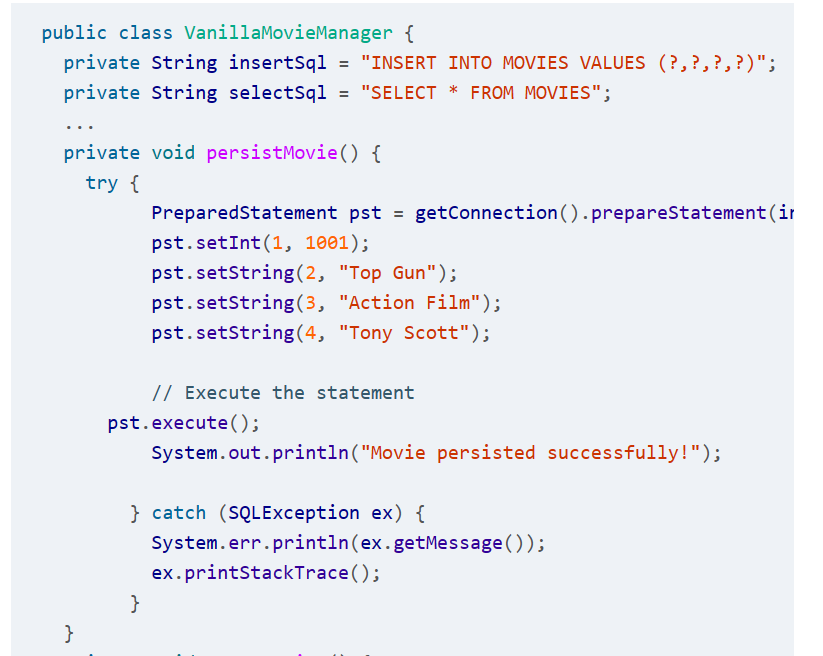 public class VanillaMovieManager {
private String insertSql = "INSERT INTO MOVIES VALUES (?,?,?,?)";
private String selectSql = "SELECT * FROM MOVIES";
...
private void persistMovie() {
try {
PreparedStatement pst = getConnection().prepareStatement(
pst.setInt(1, 1001);
pst.setString(2, "Top Gun");
pst.setString(3, "Action Film");
pst.setString(4, "Tony Scott");
// Execute the statement
pst.execute();
System.out.println("Movie persisted successfully!");
} catch (SQLException ex) {
System.err.println(ex.getMessage());
ex.printStackTrace();
}
}